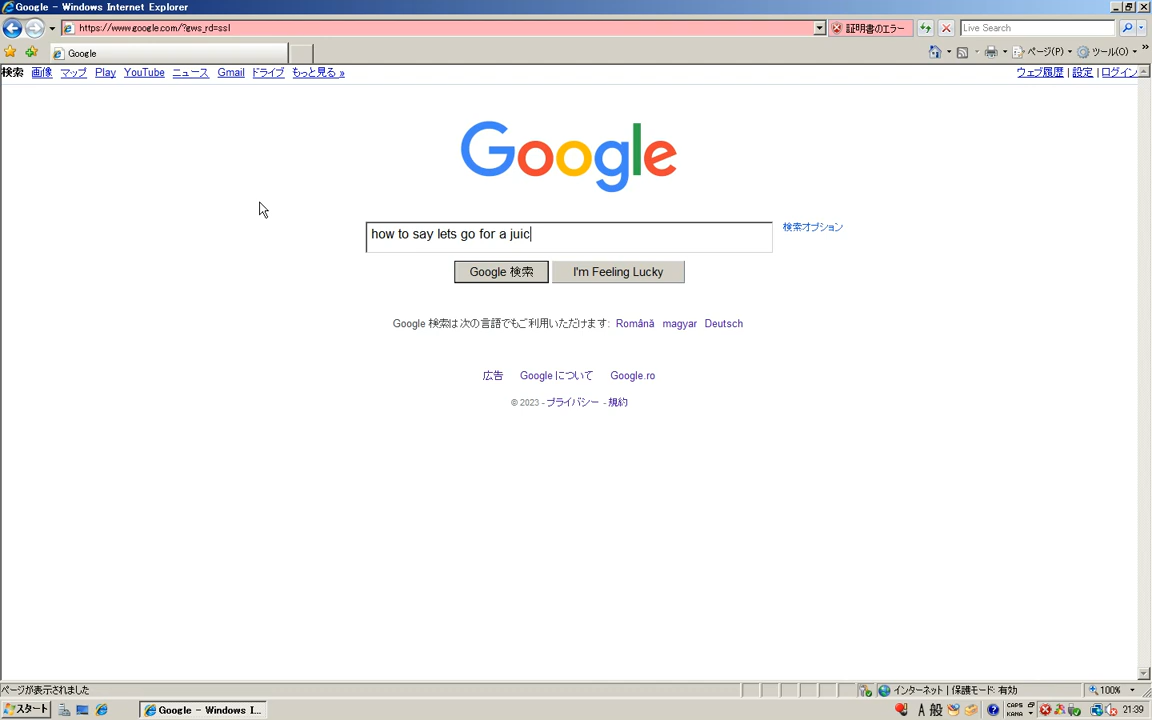 Google - Windows Internet Explorer
https://www.google.com/?gws_rd=ssl 証明書のエラー Live Search
Google ページ(P) ツール(O) »
検索 画像 マップ Play YouTube ニュース Gmail ドライブ もっと見る » ウェブ履歴 | 設定 | ログイン
Google
how to say lets go for a juic
検索オプション
Google 検索 I'm Feeling Lucky
Google 検索は次の言語でもご利用いただけます: Română magyar Deutsch
広告 Google について Google.ro
© 2023 - プライバシー - 規約
ページが表示されました インターネット | 保護モード: 有効 100%
スタート Google - Windows I... A 般 CAPS KANA 21:39